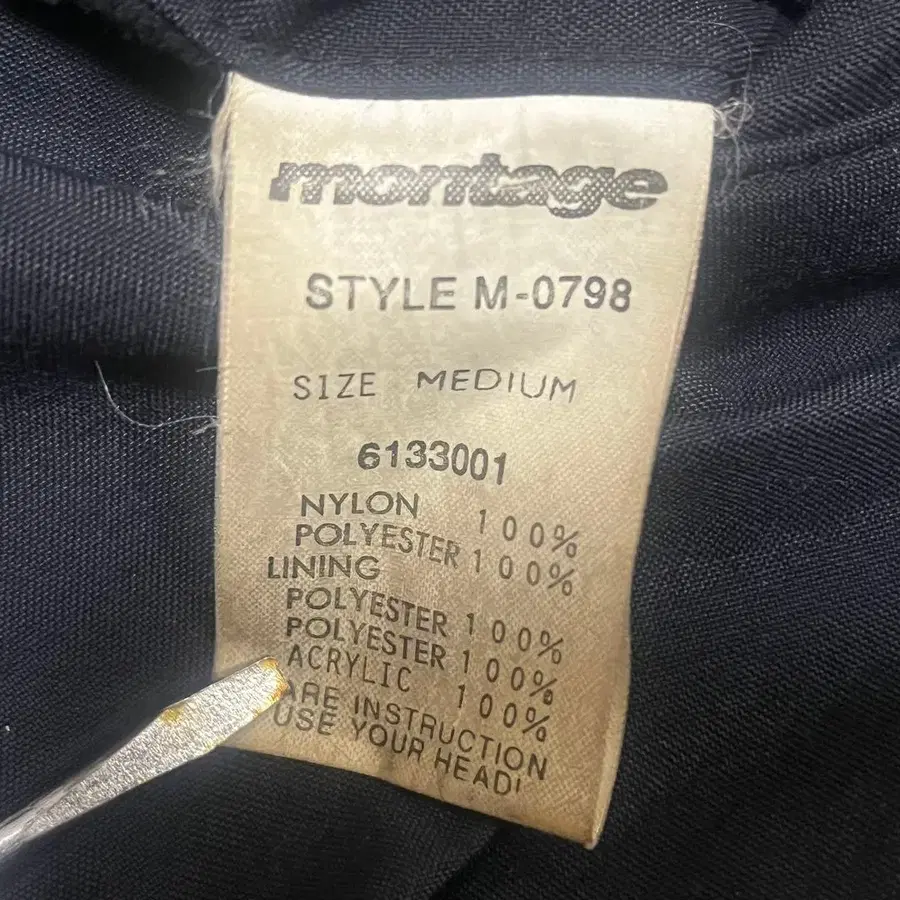 montage
STYLE M-0798
SIZE MEDIUM
6133001
NYLON 100%
POLYESTER 100%
LINING
POLYESTER 100%
POLYESTER 100%
ACRYLIC 100%
ARE INSTRUCTION
USE YOUR HEAD!